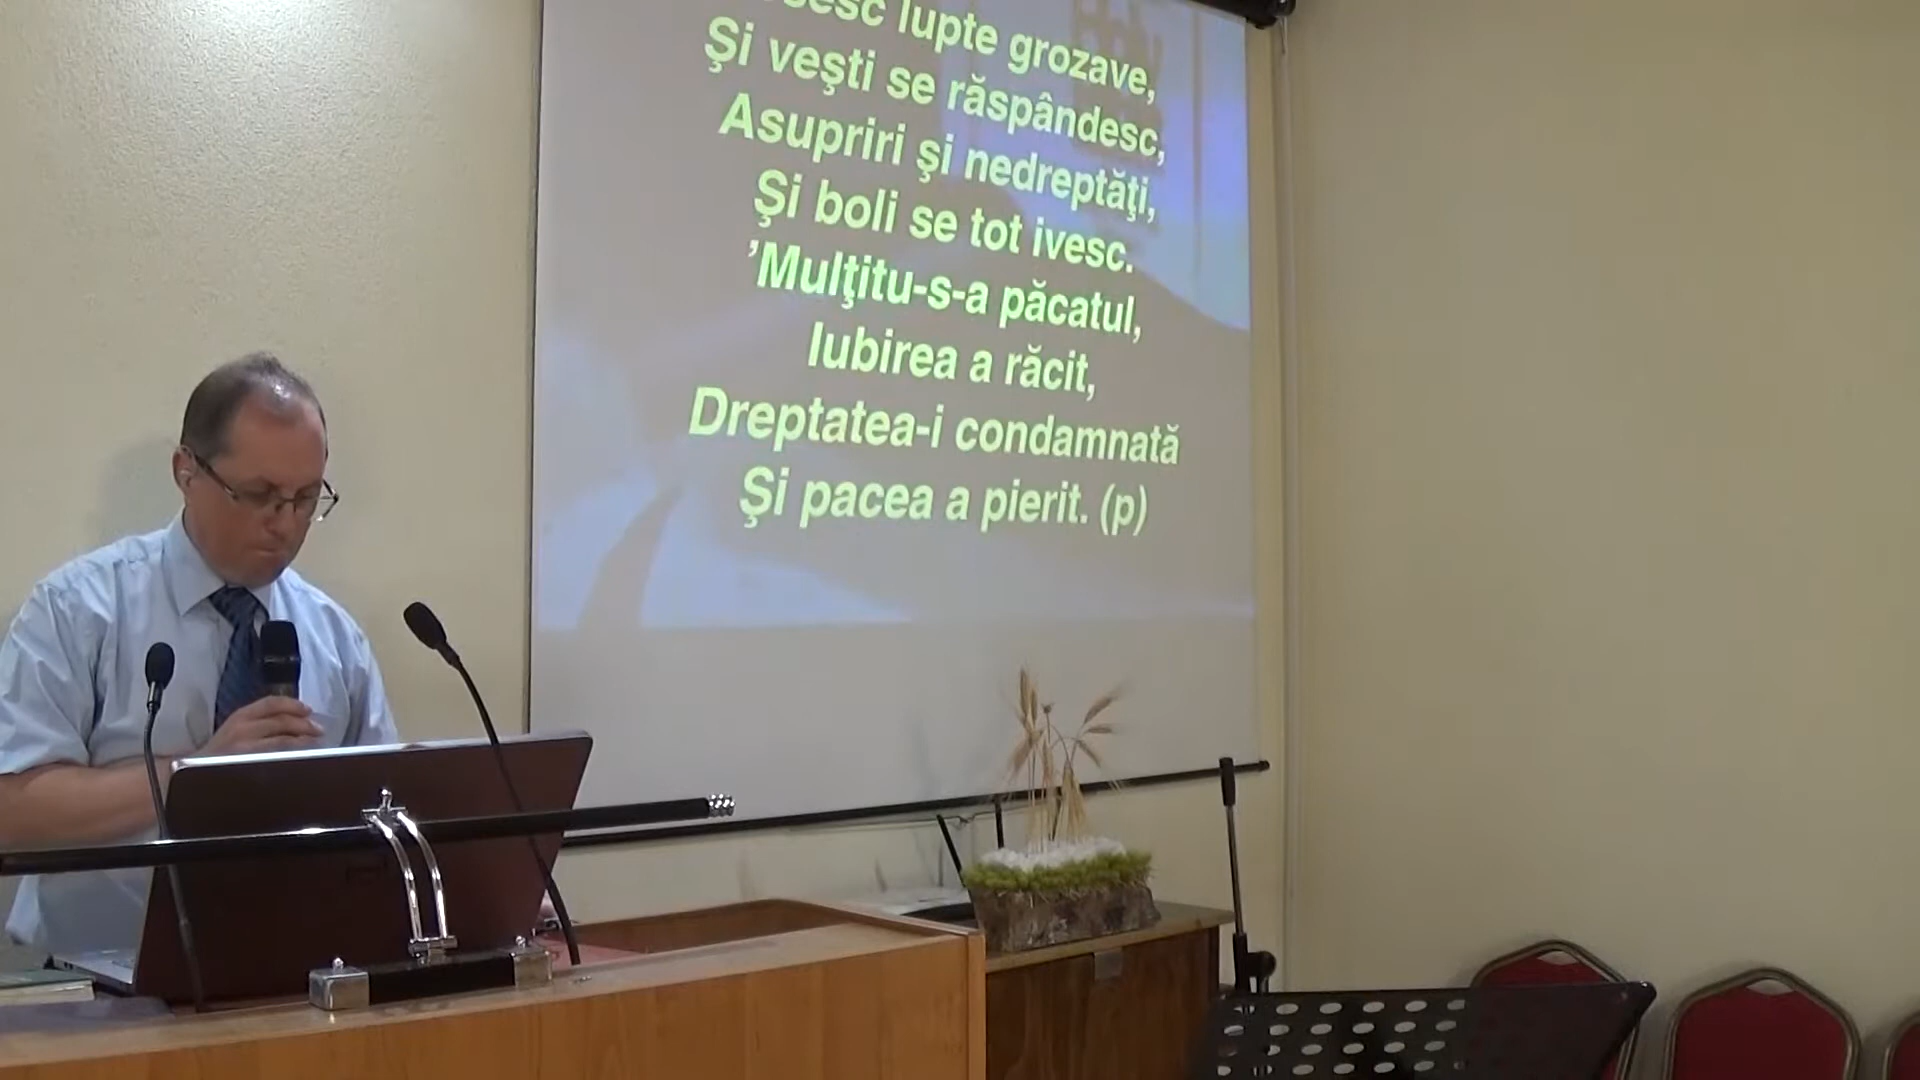 lupte grozave,
Şi veşti se răspândesc,
Asupriri şi nedreptăţi,
Şi boli se tot ivesc.
’Mulţitu-s-a păcatul,
Iubirea a răcit,
Dreptatea-i condamnată
Şi pacea a pierit. (p)